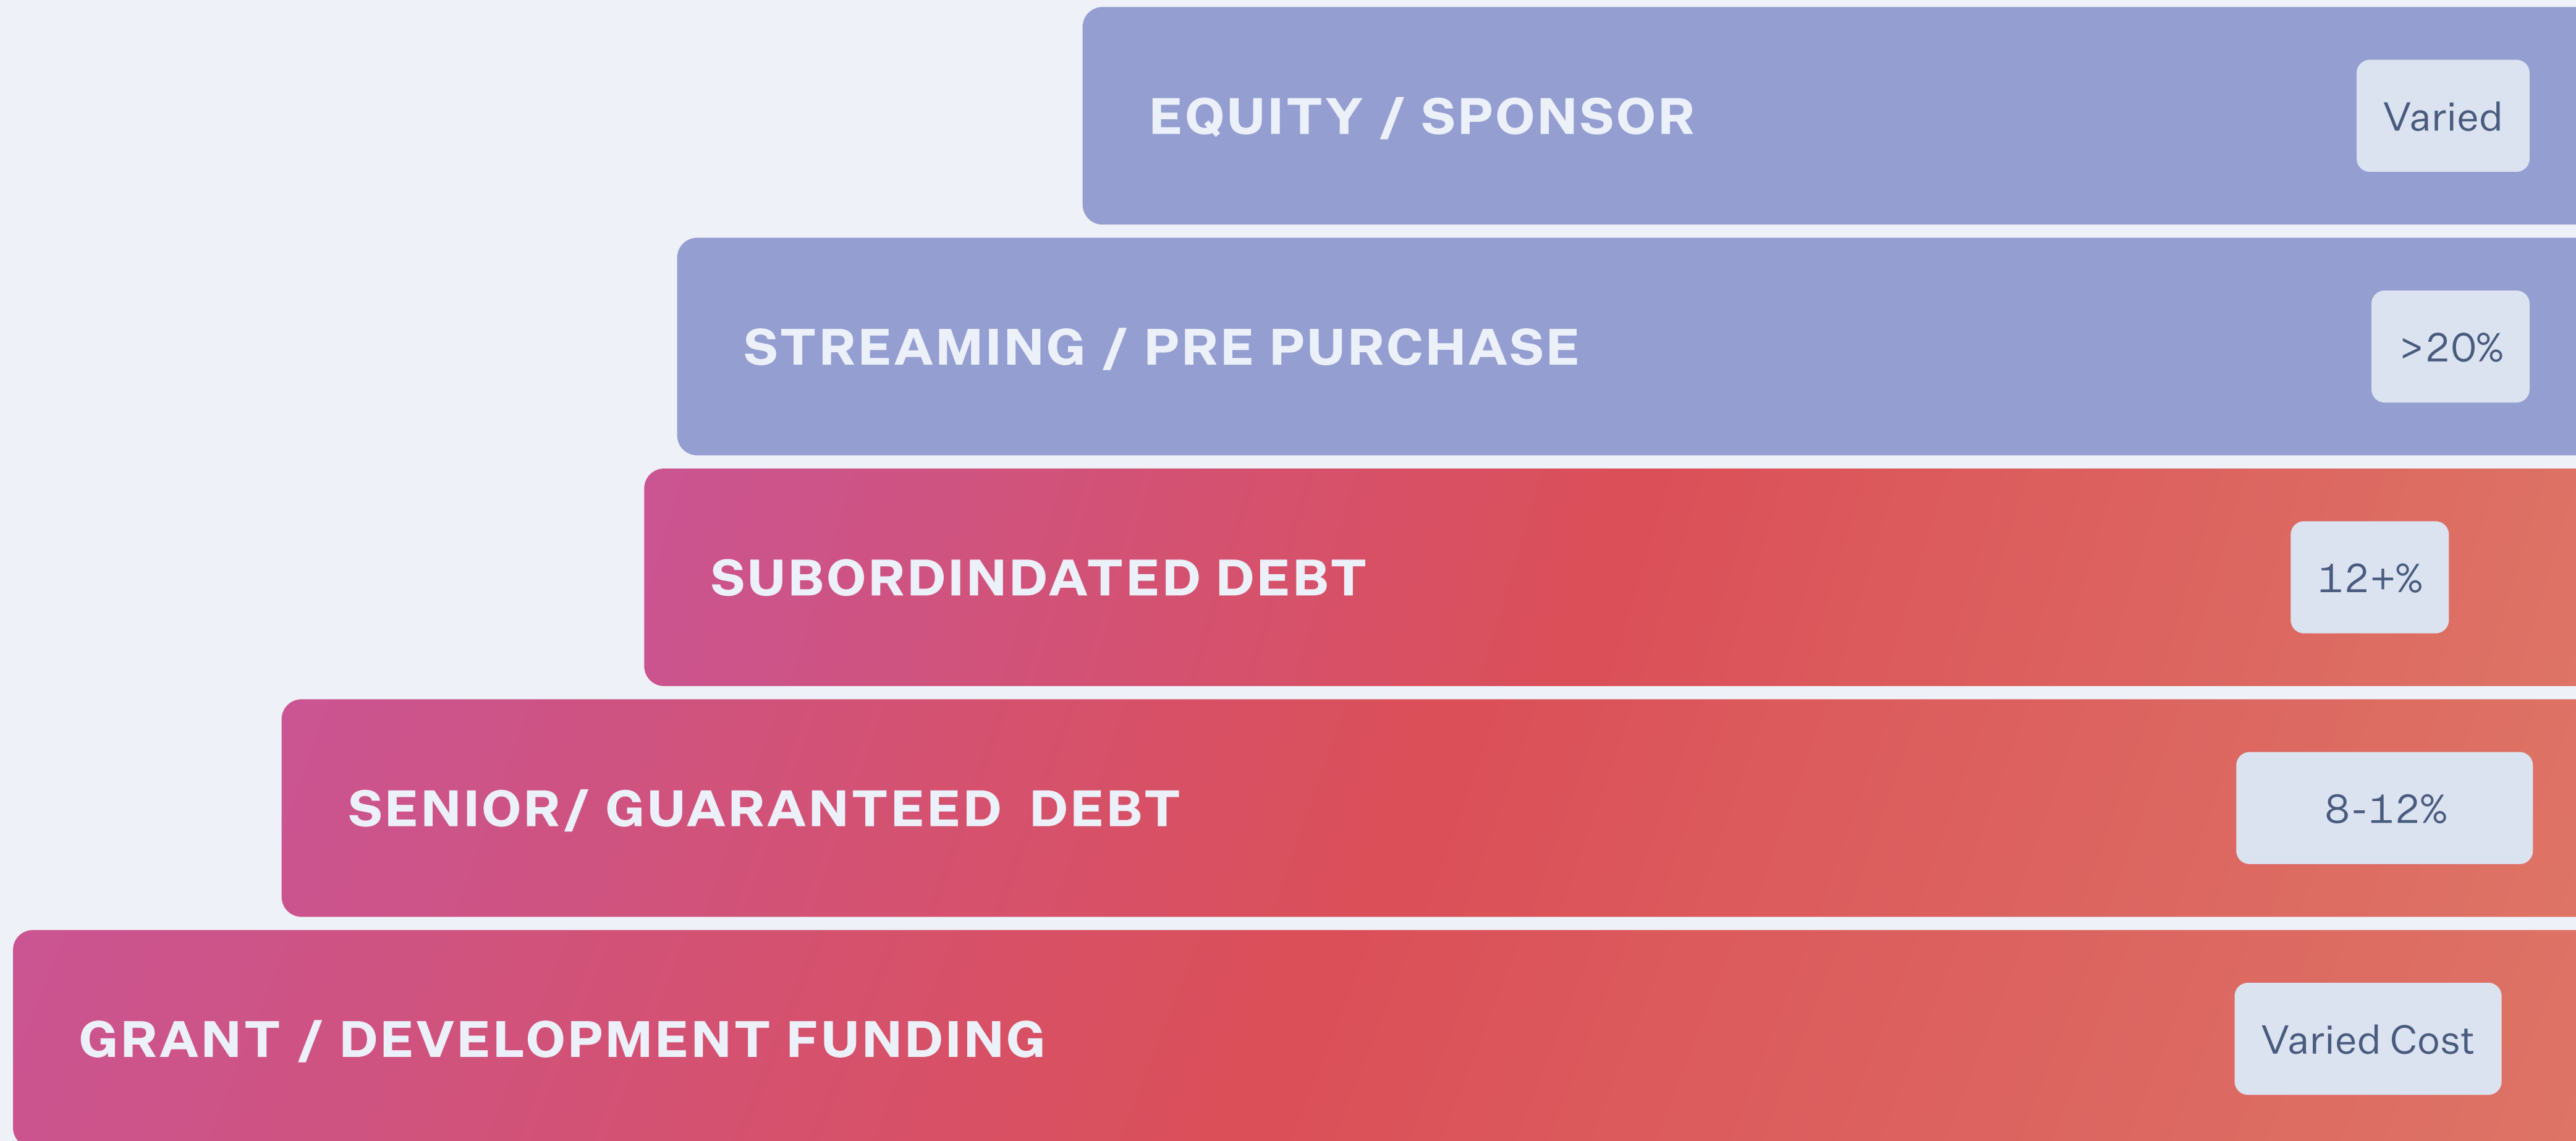 EQUITY / SPONSOR
Varied
STREAMING / PRE PURCHASE
>20%
SUBORDINDATED DEBT
12+%
SENIOR/ GUARANTEED  DEBT
8-12%
GRANT / DEVELOPMENT FUNDING
Varied Cost